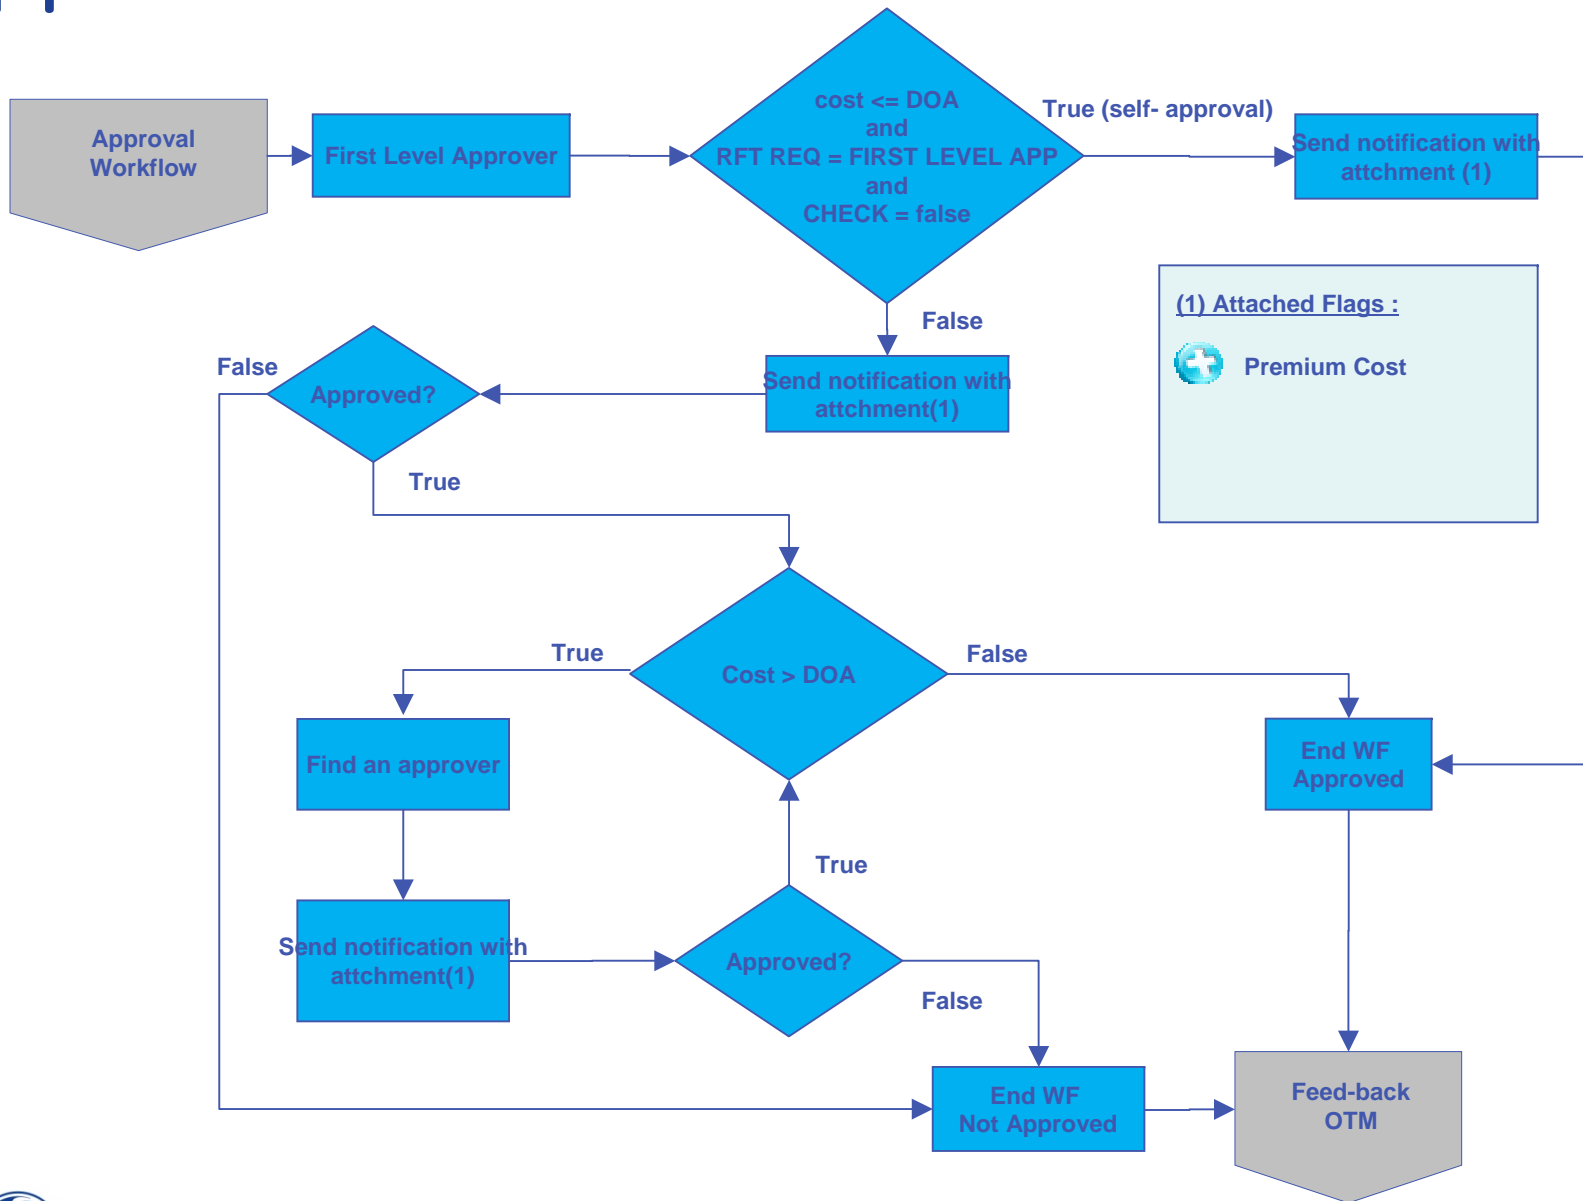 Approval
Workflow
First Level Approver
cost <= DOA
and
RFT REQ = FIRST LEVEL APP
and
CHECK = false
True (self- approval)
Send notification with
attchment (1)
(1) Attached Flags :
Premium Cost
False
Send notification with
attchment(1)
False
Approved?
True
True
Cost > DOA
False
Find an approver
End WF
Approved
True
Send notification with
attchment(1)
Approved?
False
End WF
Not Approved
Feed-back
OTM